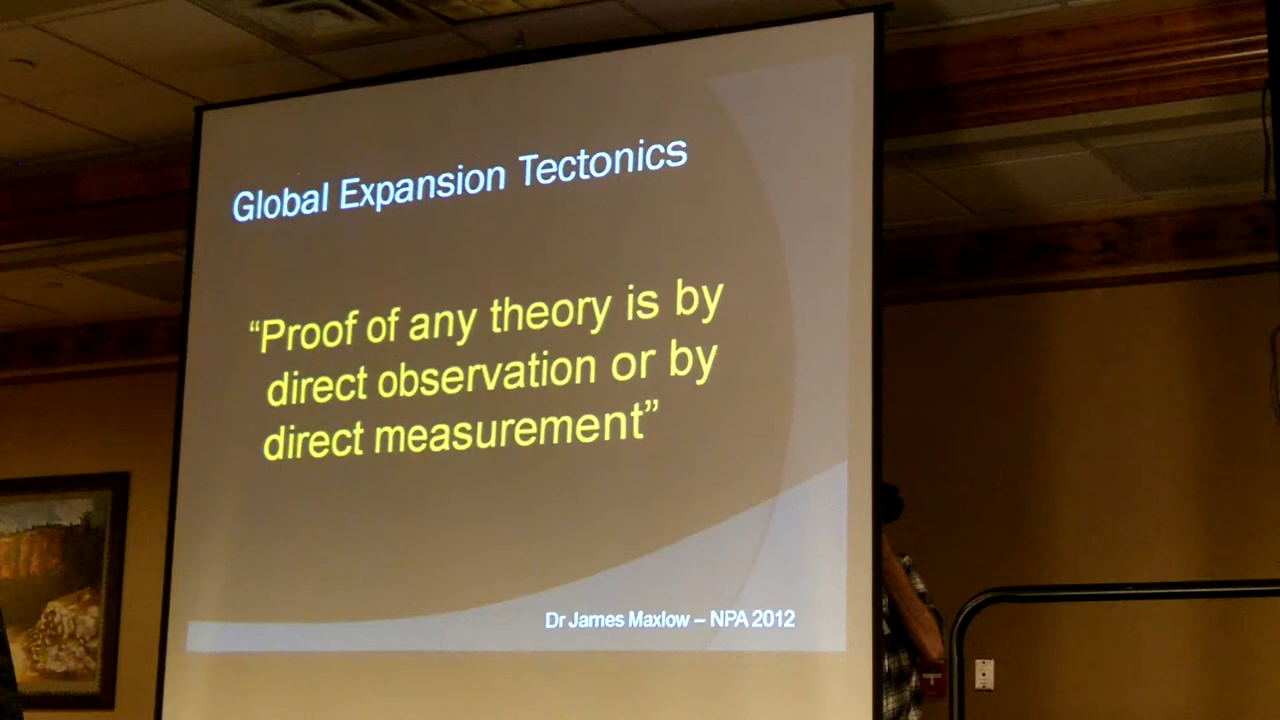 Global Expansion Tectonics
“Proof of any theory is by
direct observation or by
direct measurement”
Dr James Maxlow – NPA 2012